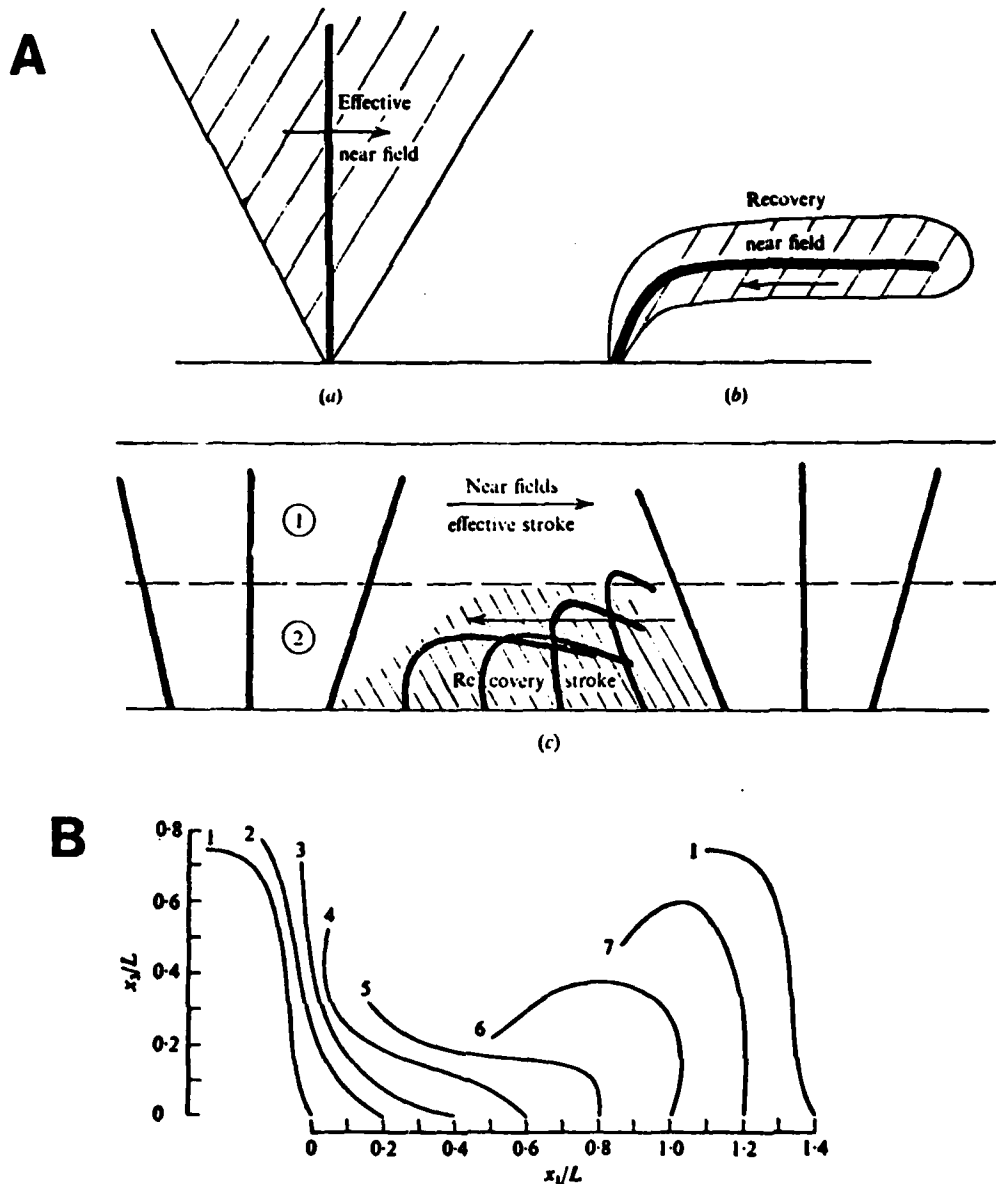 A
Effective
near field
Recovery
near field
(a)
(b)
Near fields
effective stroke
1
2
Recovery stroke
(c)
B
0·8
0·6
0·4
0·2
0
x₃/L
1
2
3
4
5
6
7
1
0
0·2
0·4
0·6
0·8
1·0
1·2
1·4
x₁/L